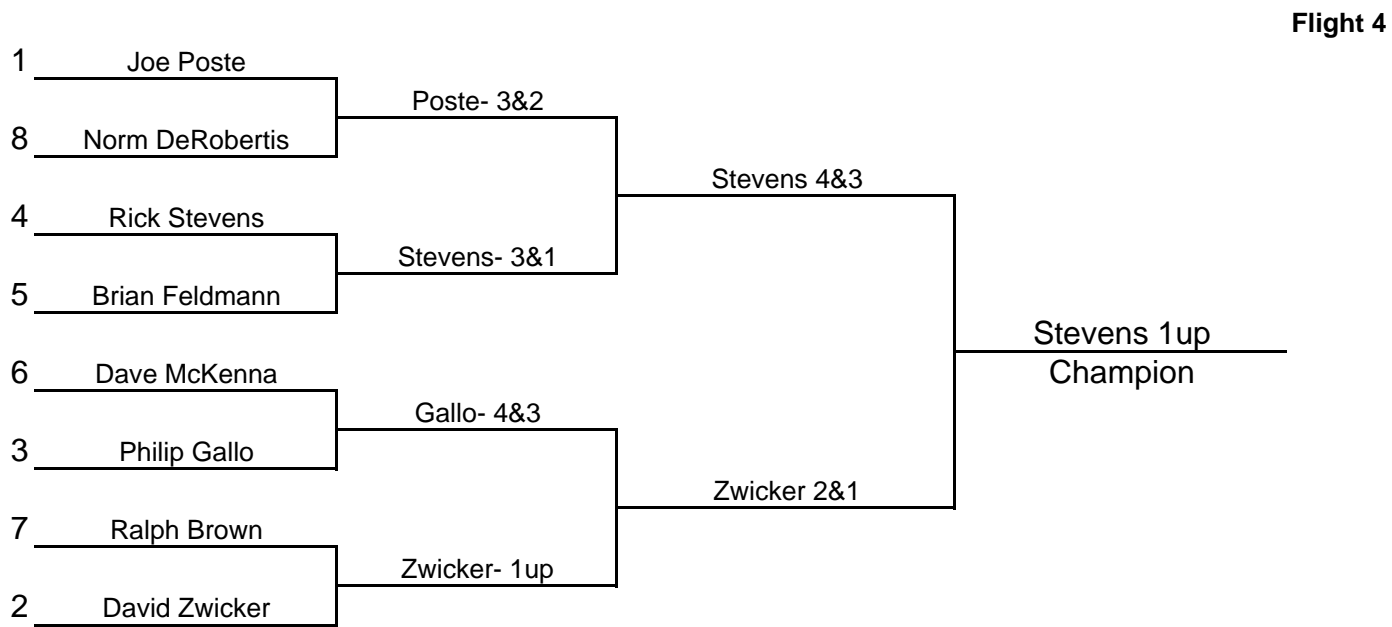 Flight 4
1 Joe Poste
Poste- 3&2
8 Norm DeRobertis
Stevens 4&3
4 Rick Stevens
Stevens- 3&1
5 Brian Feldmann
Stevens 1up
Champion
6 Dave McKenna
Gallo- 4&3
3 Philip Gallo
Zwicker 2&1
7 Ralph Brown
Zwicker- 1up
2 David Zwicker